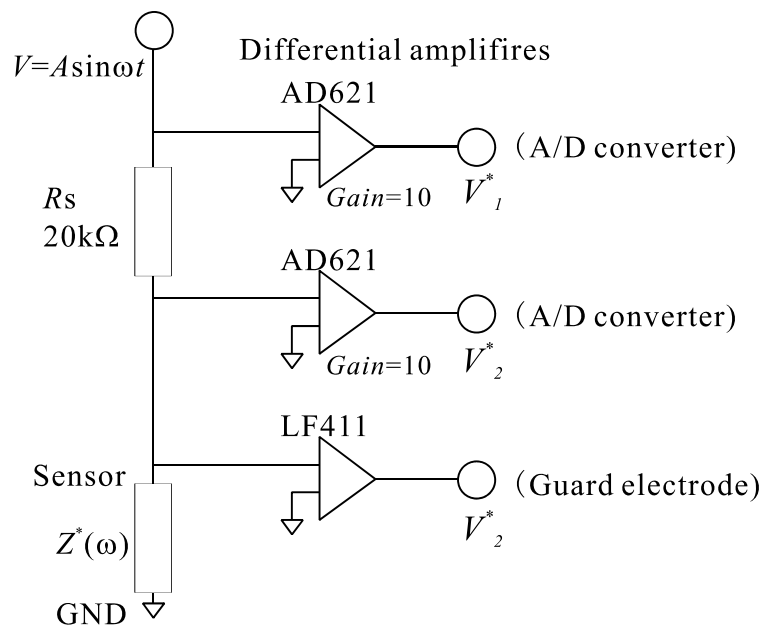 V=Asinωt
Differential amplifires
AD621
(A/D converter)
V*1
Gain=10
Rs
20kΩ
AD621
(A/D converter)
V*2
Gain=10
LF411
Sensor
(Guard electrode)
V*2
Z*(ω)
GND